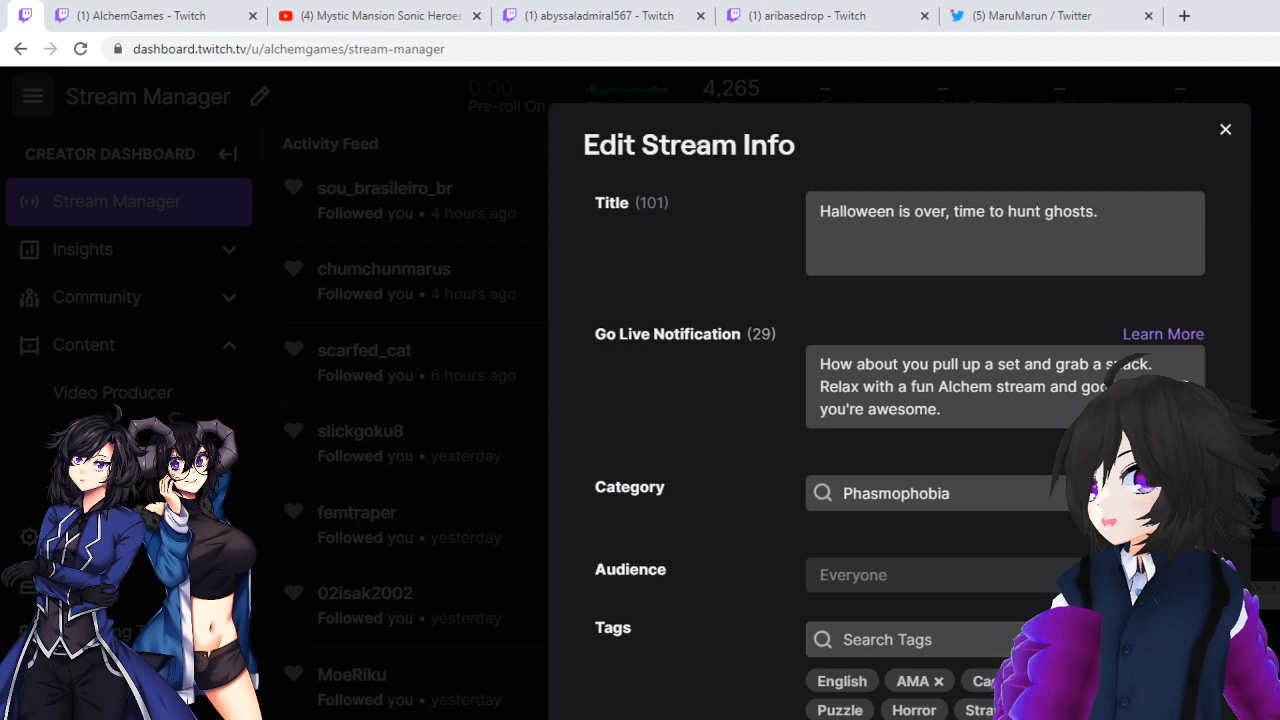 (1) AlchemGames - Twitch
(4) Mystic Mansion Sonic Heroes
(1) abyssaladmiral567 - Twitch
(1) aribasedrop - Twitch
(5) MaruMarun / Twitter
dashboard.twitch.tv/u/alchemgames/stream-manager
Stream Manager
0:00
Pre-roll On
4,265
CREATOR DASHBOARD
Stream Manager
Insights
Community
Content
Video Producer
Activity Feed
sou_brasileiro_br
Followed you • 4 hours ago
chumchunmarus
Followed you • 4 hours ago
scarfed_cat
Followed you • 6 hours ago
slickgoku8
Followed you • yesterday
femtraper
Followed you • yesterday
02isak2002
Followed you • yesterday
MoeRiku
Followed you • yesterday
Edit Stream Info
Title (101)
Halloween is over, time to hunt ghosts.
Go Live Notification (29)
Learn More
How about you pull up a set and grab a snack.
Relax with a fun Alchem stream and
you're awesome.
Category
Phasmophobia
Audience
Everyone
Tags
Search Tags
English AMA
Puzzle Horror